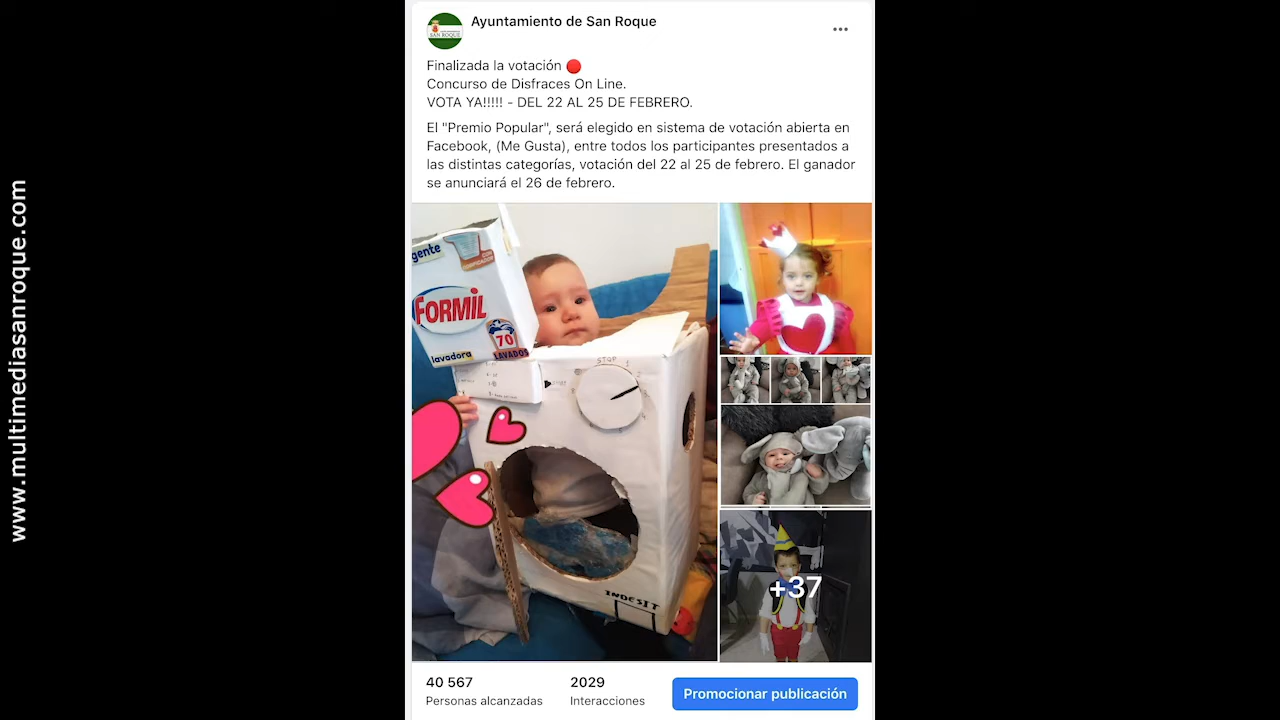 www.multimediasanroque.com
Ayuntamiento de San Roque
SAN ROQUE
Finalizada la votación 🔴
Concurso de Disfraces On Line.
VOTA YA!!!!! - DEL 22 AL 25 DE FEBRERO.
El "Premio Popular", será elegido en sistema de votación abierta en
Facebook, (Me Gusta), entre todos los participantes presentados a
las distintas categorías, votación del 22 al 25 de febrero. El ganador
se anunciará el 26 de febrero.
gente
FORMIL
70
LAVADOS
lavadora
STOP
INDESIT
+37
40 567
Personas alcanzadas
2029
Interacciones
Promocionar publicación